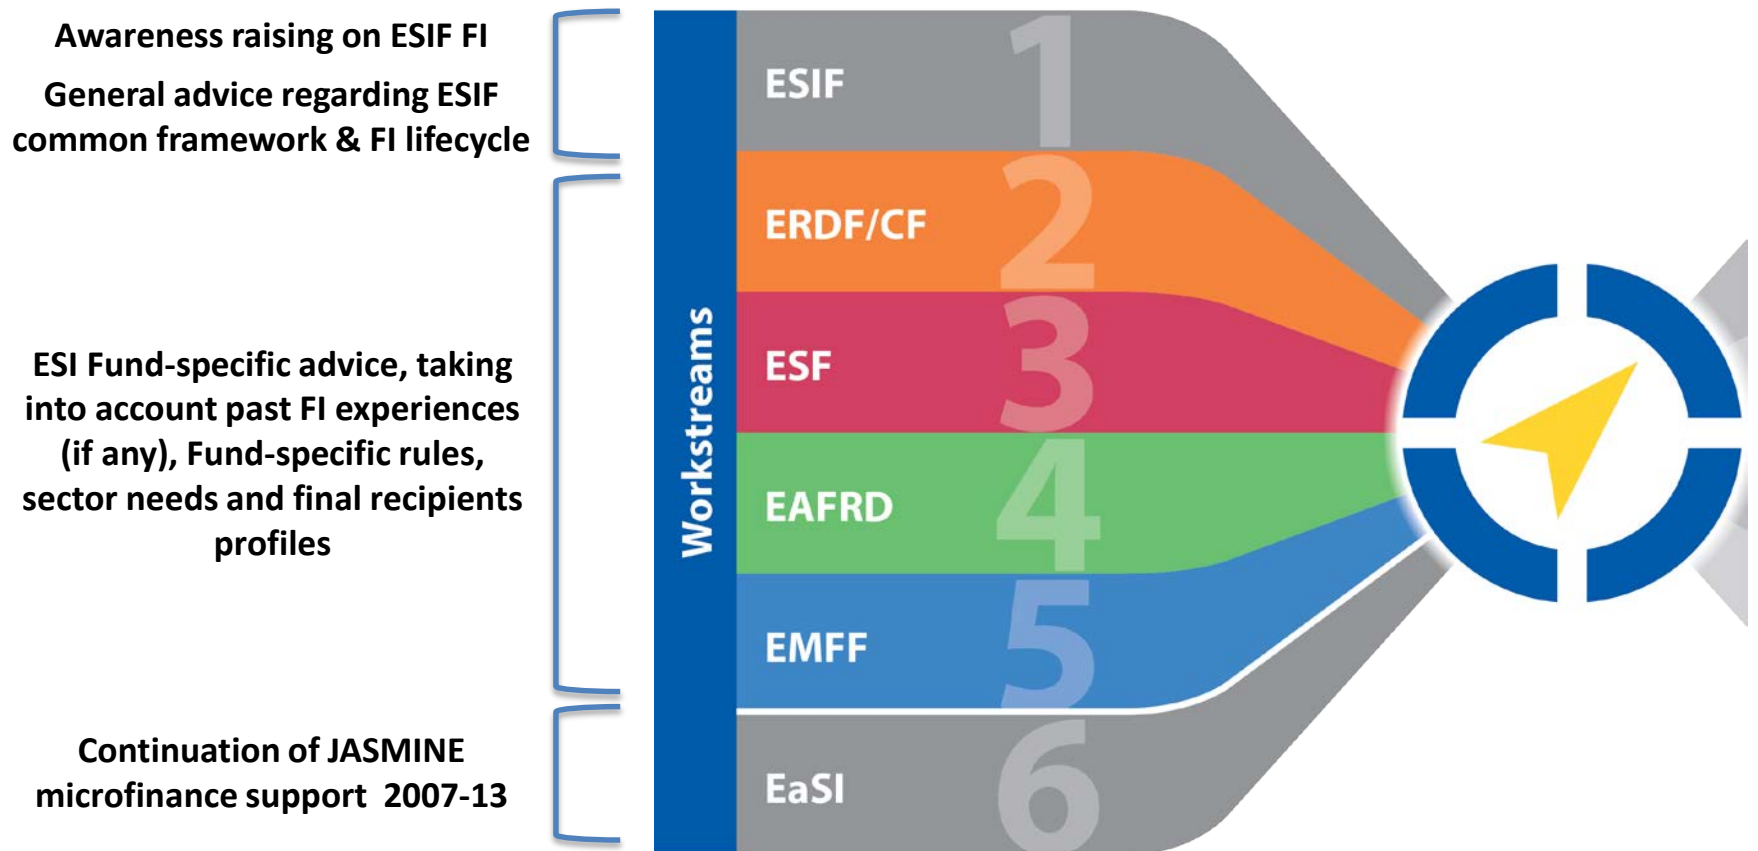 Awareness raising on ESIF FI
General advice regarding ESIF
common framework & FI lifecycle
ESI Fund-specific advice, taking
into account past FI experiences
(if any), Fund-specific rules,
sector needs and final recipients
profiles
Continuation of JASMINE
microfinance support 2007-13
Workstreams
ESIF 1
ERDF/CF 2
ESF 3
EAFRD 4
EMFF 5
EaSI 6